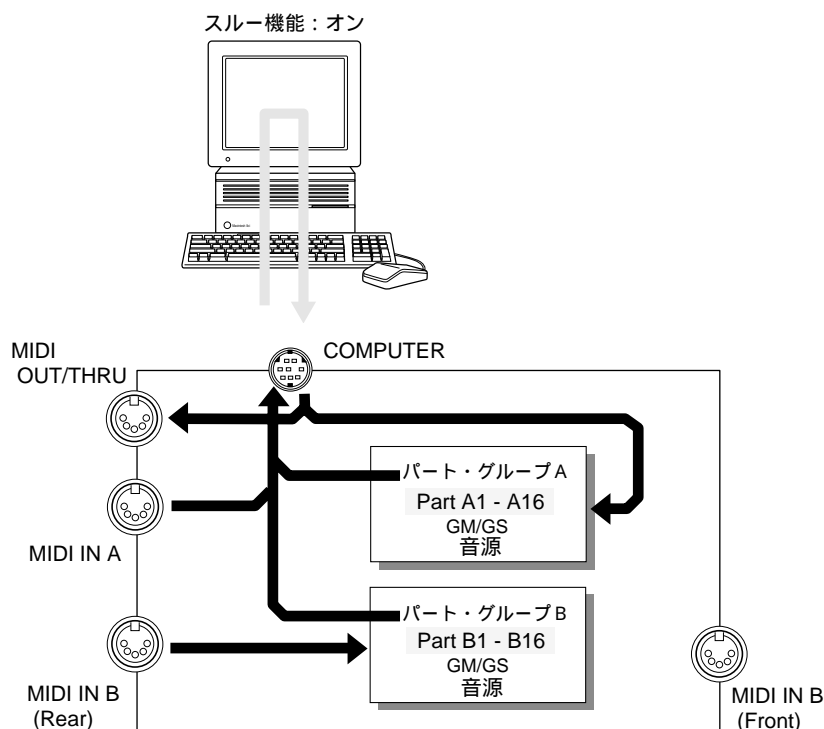 スルー機能：オン
MIDI
OUT/THRU
COMPUTER
パート・グループA
Part A1 - A16
GM/GS
音源
MIDI IN A
パート・グループB
Part B1 - B16
GM/GS
音源
MIDI IN B
(Rear)
MIDI IN B
(Front)